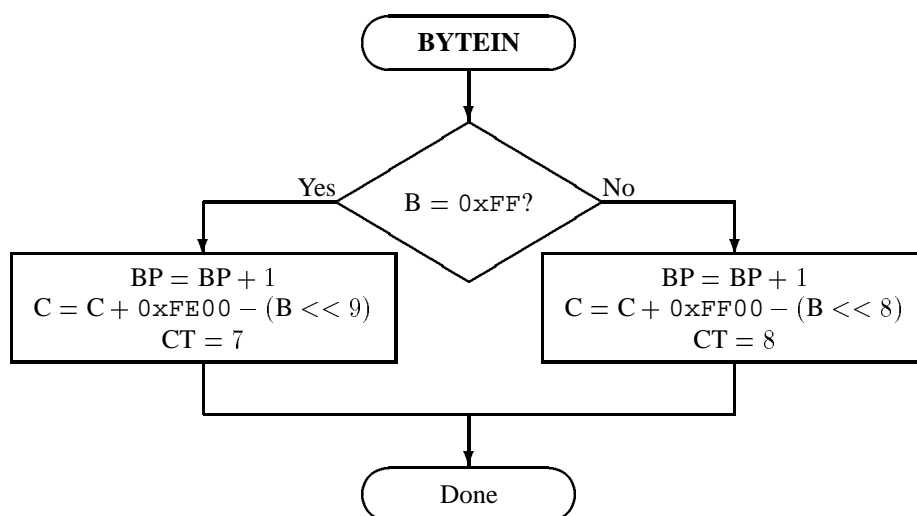 BYTEIN
Yes
B = 0xFF?
No
BP = BP + 1
C = C + 0xFE00 − (B << 9)
CT = 7
BP = BP + 1
C = C + 0xFF00 − (B << 8)
CT = 8
Done